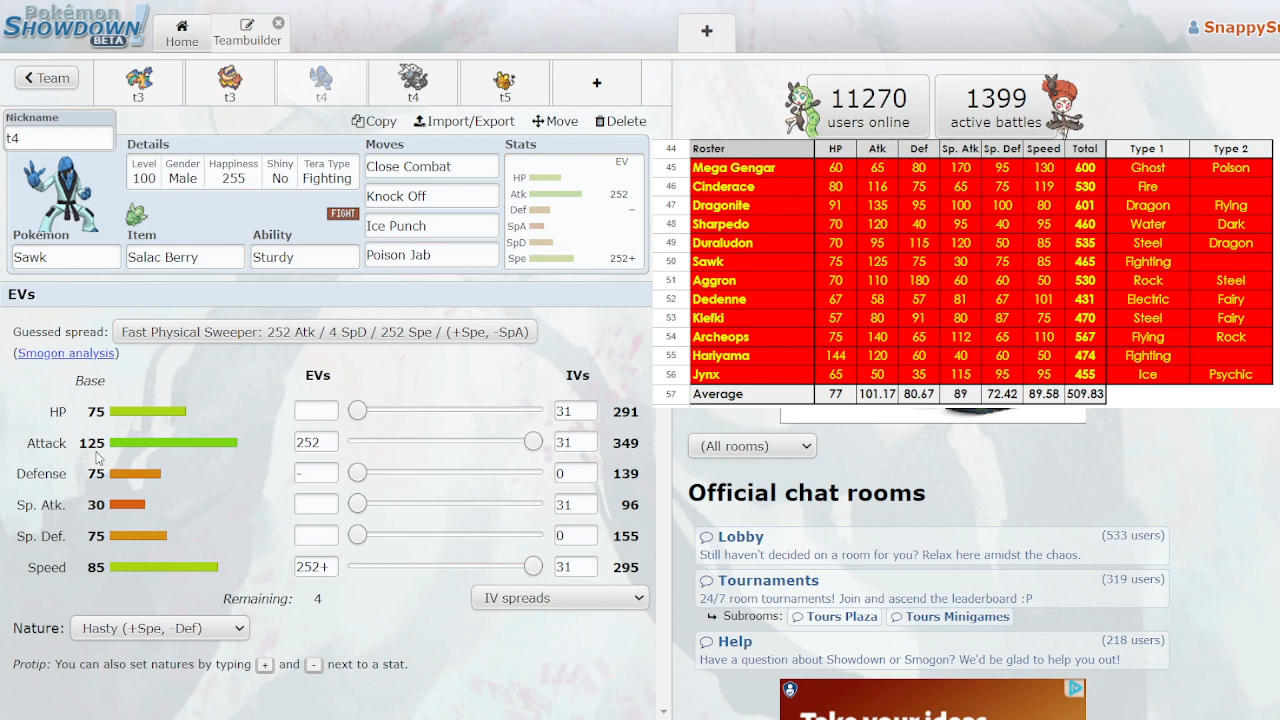 Pokémon
SHOWDOWN!
BETA
Home
Teambuilder
+
SnappySu
Team
t3
t3
t4
t4
t5
+
11270
users online
1399
active battles
Nickname
t4
Copy
Import/Export
Move
Delete
Details
Level Gender Happiness Shiny Tera Type
100 Male 255 No Fighting
FIGHT
Pokémon Item Ability
Sawk
Salac Berry
Sturdy
Moves
Close Combat
Knock Off
Ice Punch
Poison Jab
Stats
EV
HP
Atk 252
Def –
SpA
SpD
Spe 252+
44 Roster HP Atk Def Sp. Atk Sp. Def Speed Total Type 1 Type 2
45 Mega Gengar 60 65 80 170 95 130 600 Ghost Poison
46 Cinderace 80 116 75 65 75 119 530 Fire
47 Dragonite 91 135 95 100 100 80 601 Dragon Flying
48 Sharpedo 70 120 40 95 40 95 460 Water Dark
49 Duraludon 70 95 115 120 50 85 535 Steel Dragon
50 Sawk 75 125 75 30 75 85 465 Fighting
51 Aggron 70 110 180 60 60 50 530 Rock Steel
52 Dedenne 67 58 57 81 67 101 431 Electric Fairy
53 Klefki 57 80 91 80 87 75 470 Steel Fairy
54 Archeops 75 140 65 112 65 110 567 Flying Rock
55 Hariyama 144 120 60 40 60 50 474 Fighting
56 Jynx 65 50 35 115 95 95 455 Ice Psychic
57 Average 77 101.17 80.67 89 72.42 89.58 509.83
EVs
uessed spread: Fast Physical Sweeper: 252 Atk / 4 SpD / 252 Spe / (+Spe, -SpA)
(Smogon analysis)
Base EVs IVs
HP 75 31 291
Attack 125 252 31 349
Defense 75 - 0 139
Sp. Atk. 30 31 96
Sp. Def. 75 0 155
Speed 85 252+ 31 295
Remaining: 4
IV spreads
Nature: Hasty (+Spe, -Def)
Protip: You can also set natures by typing + and - next to a stat.
(All rooms)
Official chat rooms
Lobby (533 users)
Still haven't decided on a room for you? Relax here amidst the chaos.
Tournaments (319 users)
24/7 room tournaments! Join and ascend the leaderboard :P
Subrooms: Tours Plaza Tours Minigames
Help (218 users)
Have a question about Showdown or Smogon? We'd be glad to help you out!
Take your ideas